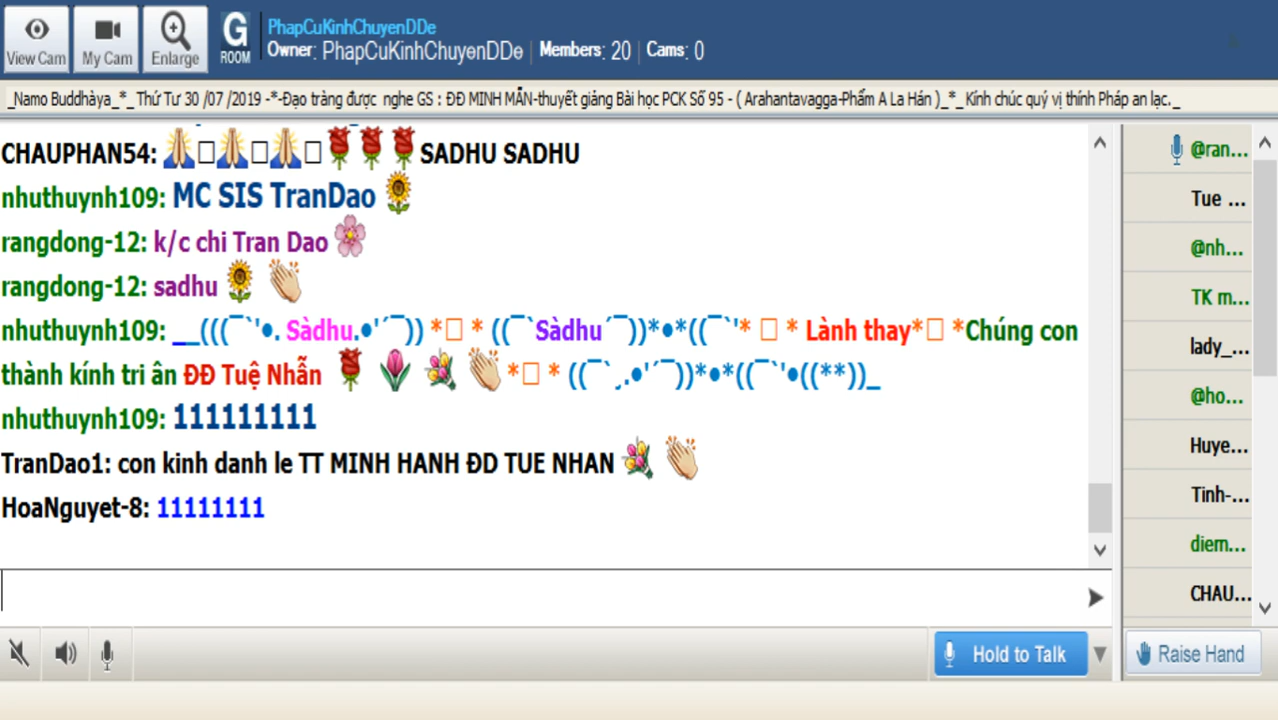 PhapCuKinhChuyenDDe
View Cam
My Cam
Enlarge
G
ROOM
Owner: PhapCuKinhChuyenDDe | Members: 20 | Cams: 0
_Namo Buddhàya_*_ Thứ Tư 30 /07 /2019 -*-Đạo tràng được nghe GS : ĐĐ MINH MẪN-thuyết giảng Bài học PCK Số 95 - ( Arahantavagga-Phẩm A La Hán )_*_ Kính chúc quý vị thính Pháp an lạc._
CHAUPHAN54: 🙏□🙏□🙏□🌹🌹🌹SADHU SADHU
nhuthuynh109: MC SIS TranDao 🌻
rangdong-12: k/c chi Tran Dao 🌸
rangdong-12: sadhu 🌻 👏
nhuthuynh109: __(((¯`'•. Sàdhu.•'´¯)) *□ * ((¯`Sàdhu´¯))*•*((¯`'* □ * Lành thay*□ *Chúng con
thành kính tri ân ĐĐ Tuệ Nhẫn 🌹 🌷 💐 👏 *□ * ((¯`¸.•'´¯))*•*((¯`'•((**))_
nhuthuynh109: 111111111
TranDao1: con kinh danh le TT MINH HANH ĐD TUE NHAN 💐 👏
HoaNguyet-8: 11111111
@ran...
Tue ...
@nh...
TK m...
lady_...
@ho...
Huye...
Tinh-...
diem...
CHAU...
Hold to Talk
Raise Hand